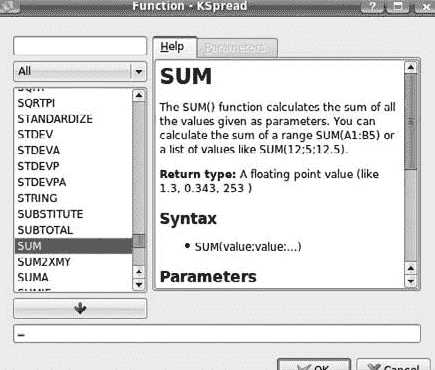 Function - KSpread
Help
Parameters
All
SQRTPI
STANDARDIZE
STDEV
STDEVA
STDEVP
STDEVPA
STRING
SUBSTITUTE
SUBTOTAL
SUM
SUM2XMY
SUMA
SUM
The SUM() function calculates the sum of all
the values given as parameters. You can
calculate the sum of a range SUM(A1:B5) or
a list of values like SUM(12;5;12.5).
Return type: A floating point value (like
1.3, 0.343, 253 )
Syntax
• SUM(value;value;...)
Parameters
=
OK
Cancel